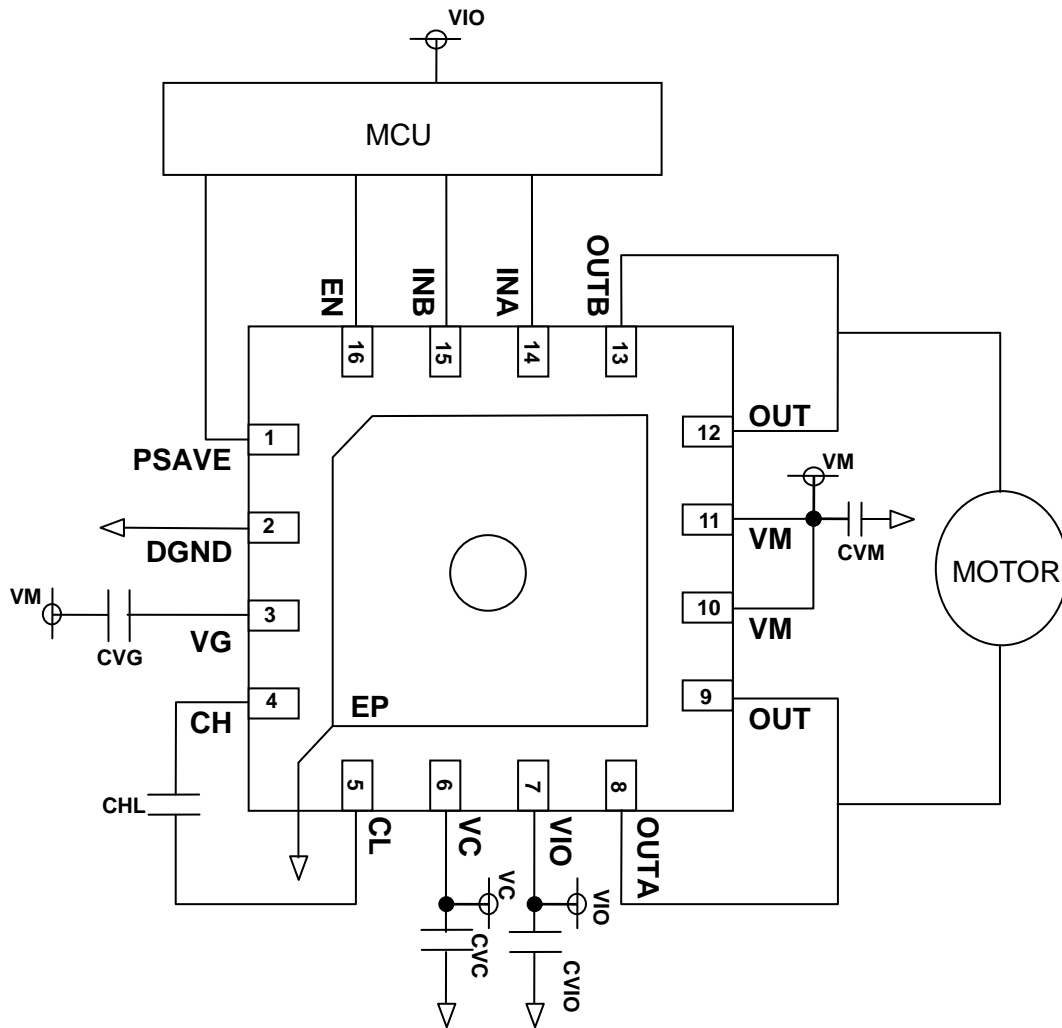 VIO
MCU
EN
INB
INA
OUTB
16
15
14
13
1
PSAVE
12
OUT
VM
2
DGND
11
VM
CVM
MOTOR
VM
3
VG
CVG
10
VM
4
CH
EP
9
OUT
CHL
5
6
7
8
CL
VC
VIO
OUTA
VC
VIO
CVC
CVIO